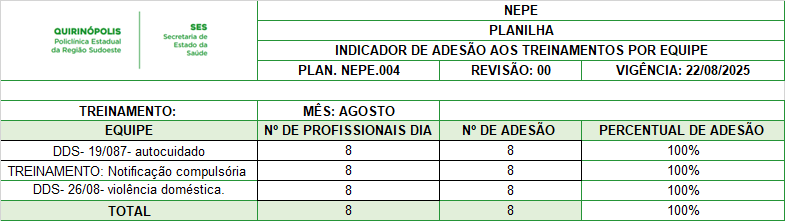 QUIRINÓPOLIS
Policlínica Estadual
da Região Sudoeste
SES
Secretaria de
Estado da
Saúde
NEPE
PLANILHA
INDICADOR DE ADESÃO AOS TREINAMENTOS POR EQUIPE
PLAN. NEPE.004 REVISÃO: 00 VIGÊNCIA: 22/08/2025
TREINAMENTO: MÊS: AGOSTO
EQUIPE Nº DE PROFISSIONAIS DIA Nº DE ADESÃO PERCENTUAL DE ADESÃO
DDS- 19/087- autocuidado 8 8 100%
TREINAMENTO: Notificação compulsória 8 8 100%
DDS- 26/08- violência doméstica. 8 8 100%
TOTAL 8 8 100%